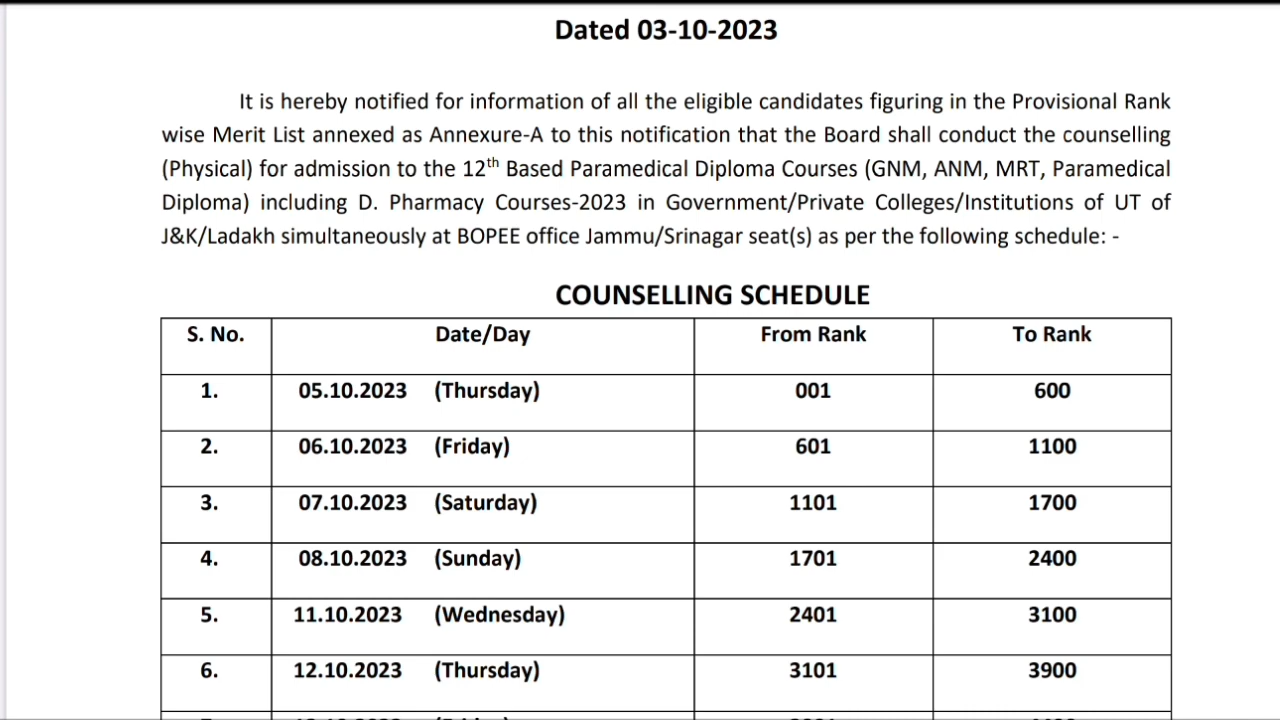 Dated 03-10-2023
It is hereby notified for information of all the eligible candidates figuring in the Provisional Rank
wise Merit List annexed as Annexure-A to this notification that the Board shall conduct the counselling
(Physical) for admission to the 12th Based Paramedical Diploma Courses (GNM, ANM, MRT, Paramedical
Diploma) including D. Pharmacy Courses-2023 in Government/Private Colleges/Institutions of UT of
J&K/Ladakh simultaneously at BOPEE office Jammu/Srinagar seat(s) as per the following schedule: -
COUNSELLING SCHEDULE
S. No. Date/Day From Rank To Rank
1. 05.10.2023 (Thursday) 001 600
2. 06.10.2023 (Friday) 601 1100
3. 07.10.2023 (Saturday) 1101 1700
4. 08.10.2023 (Sunday) 1701 2400
5. 11.10.2023 (Wednesday) 2401 3100
6. 12.10.2023 (Thursday) 3101 3900